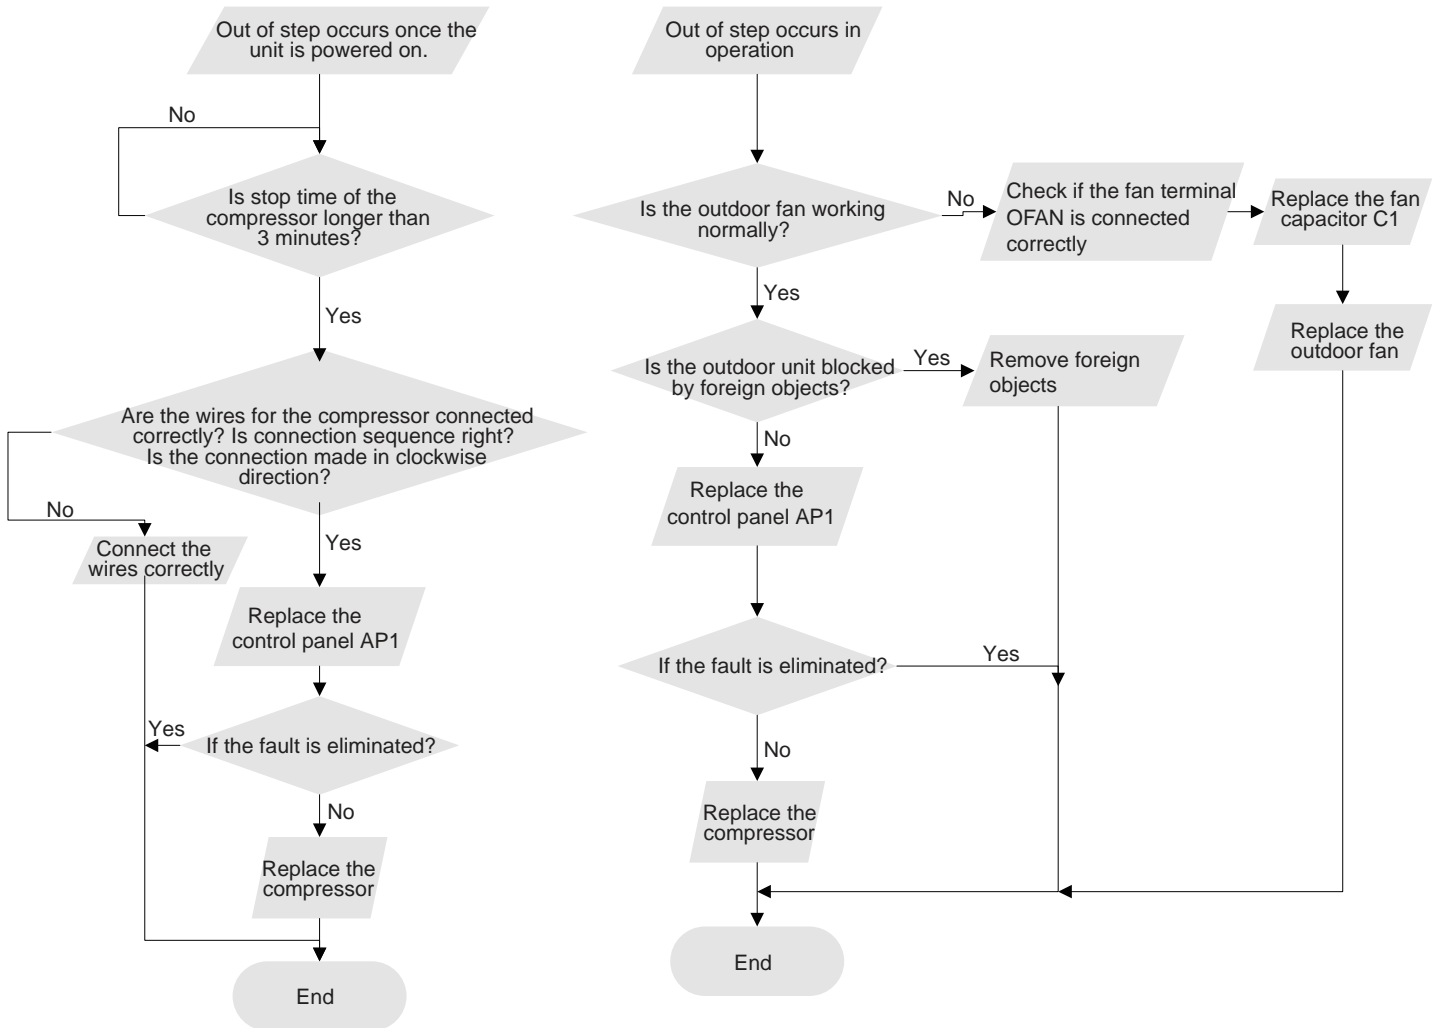 Out of step occurs once the
unit is powered on.
No
Is stop time of the
compressor longer than
3 minutes?
Yes
Are the wires for the compressor connected
correctly? Is connection sequence right?
Is the connection made in clockwise
direction?
No
Connect the
wires correctly
Yes
Replace the
control panel AP1
Yes
If the fault is eliminated?
No
Replace the
compressor
End
Out of step occurs in
operation
Is the outdoor fan working
normally?
No
Check if the fan terminal
OFAN is connected
correctly
Replace the fan
capacitor C1
Replace the
outdoor fan
Yes
Is the outdoor unit blocked
by foreign objects?
Yes
Remove foreign
objects
No
Replace the
control panel AP1
If the fault is eliminated?
Yes
No
Replace the
compressor
End